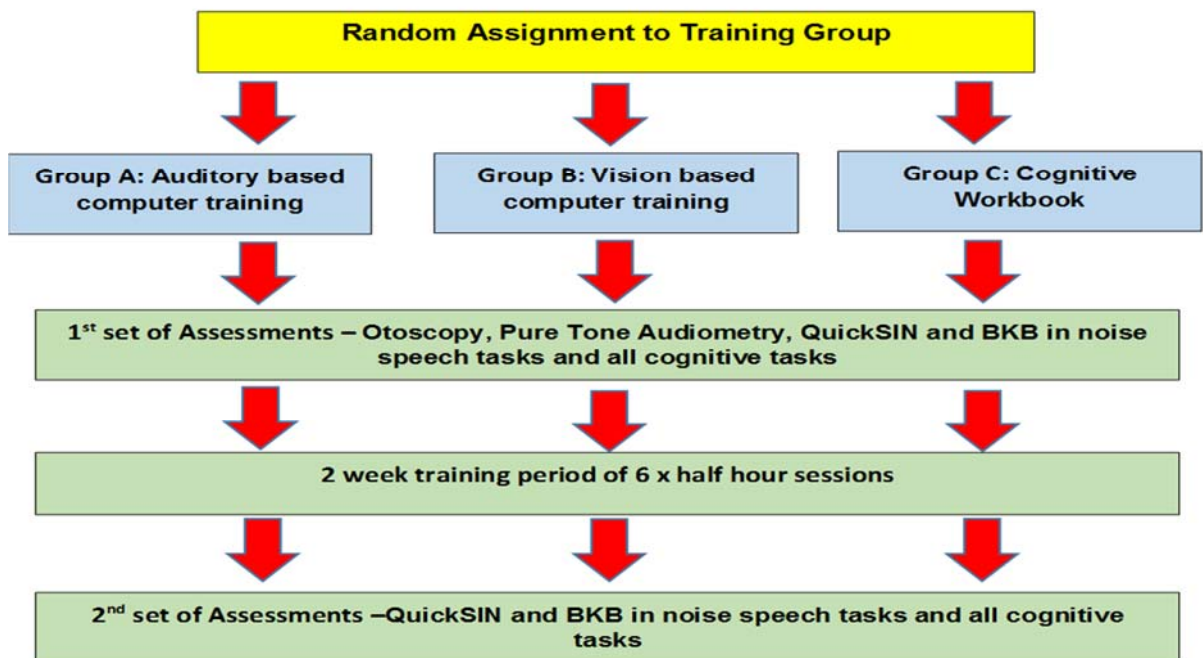 Random Assignment to Training Group
Group A: Auditory based
computer training
Group B: Vision based
computer training
Group C: Cognitive
Workbook
1st set of Assessments – Otoscopy, Pure Tone Audiometry, QuickSIN and BKB in noise
speech tasks and all cognitive tasks
2 week training period of 6 x half hour sessions
2nd set of Assessments –QuickSIN and BKB in noise speech tasks and all cognitive
tasks